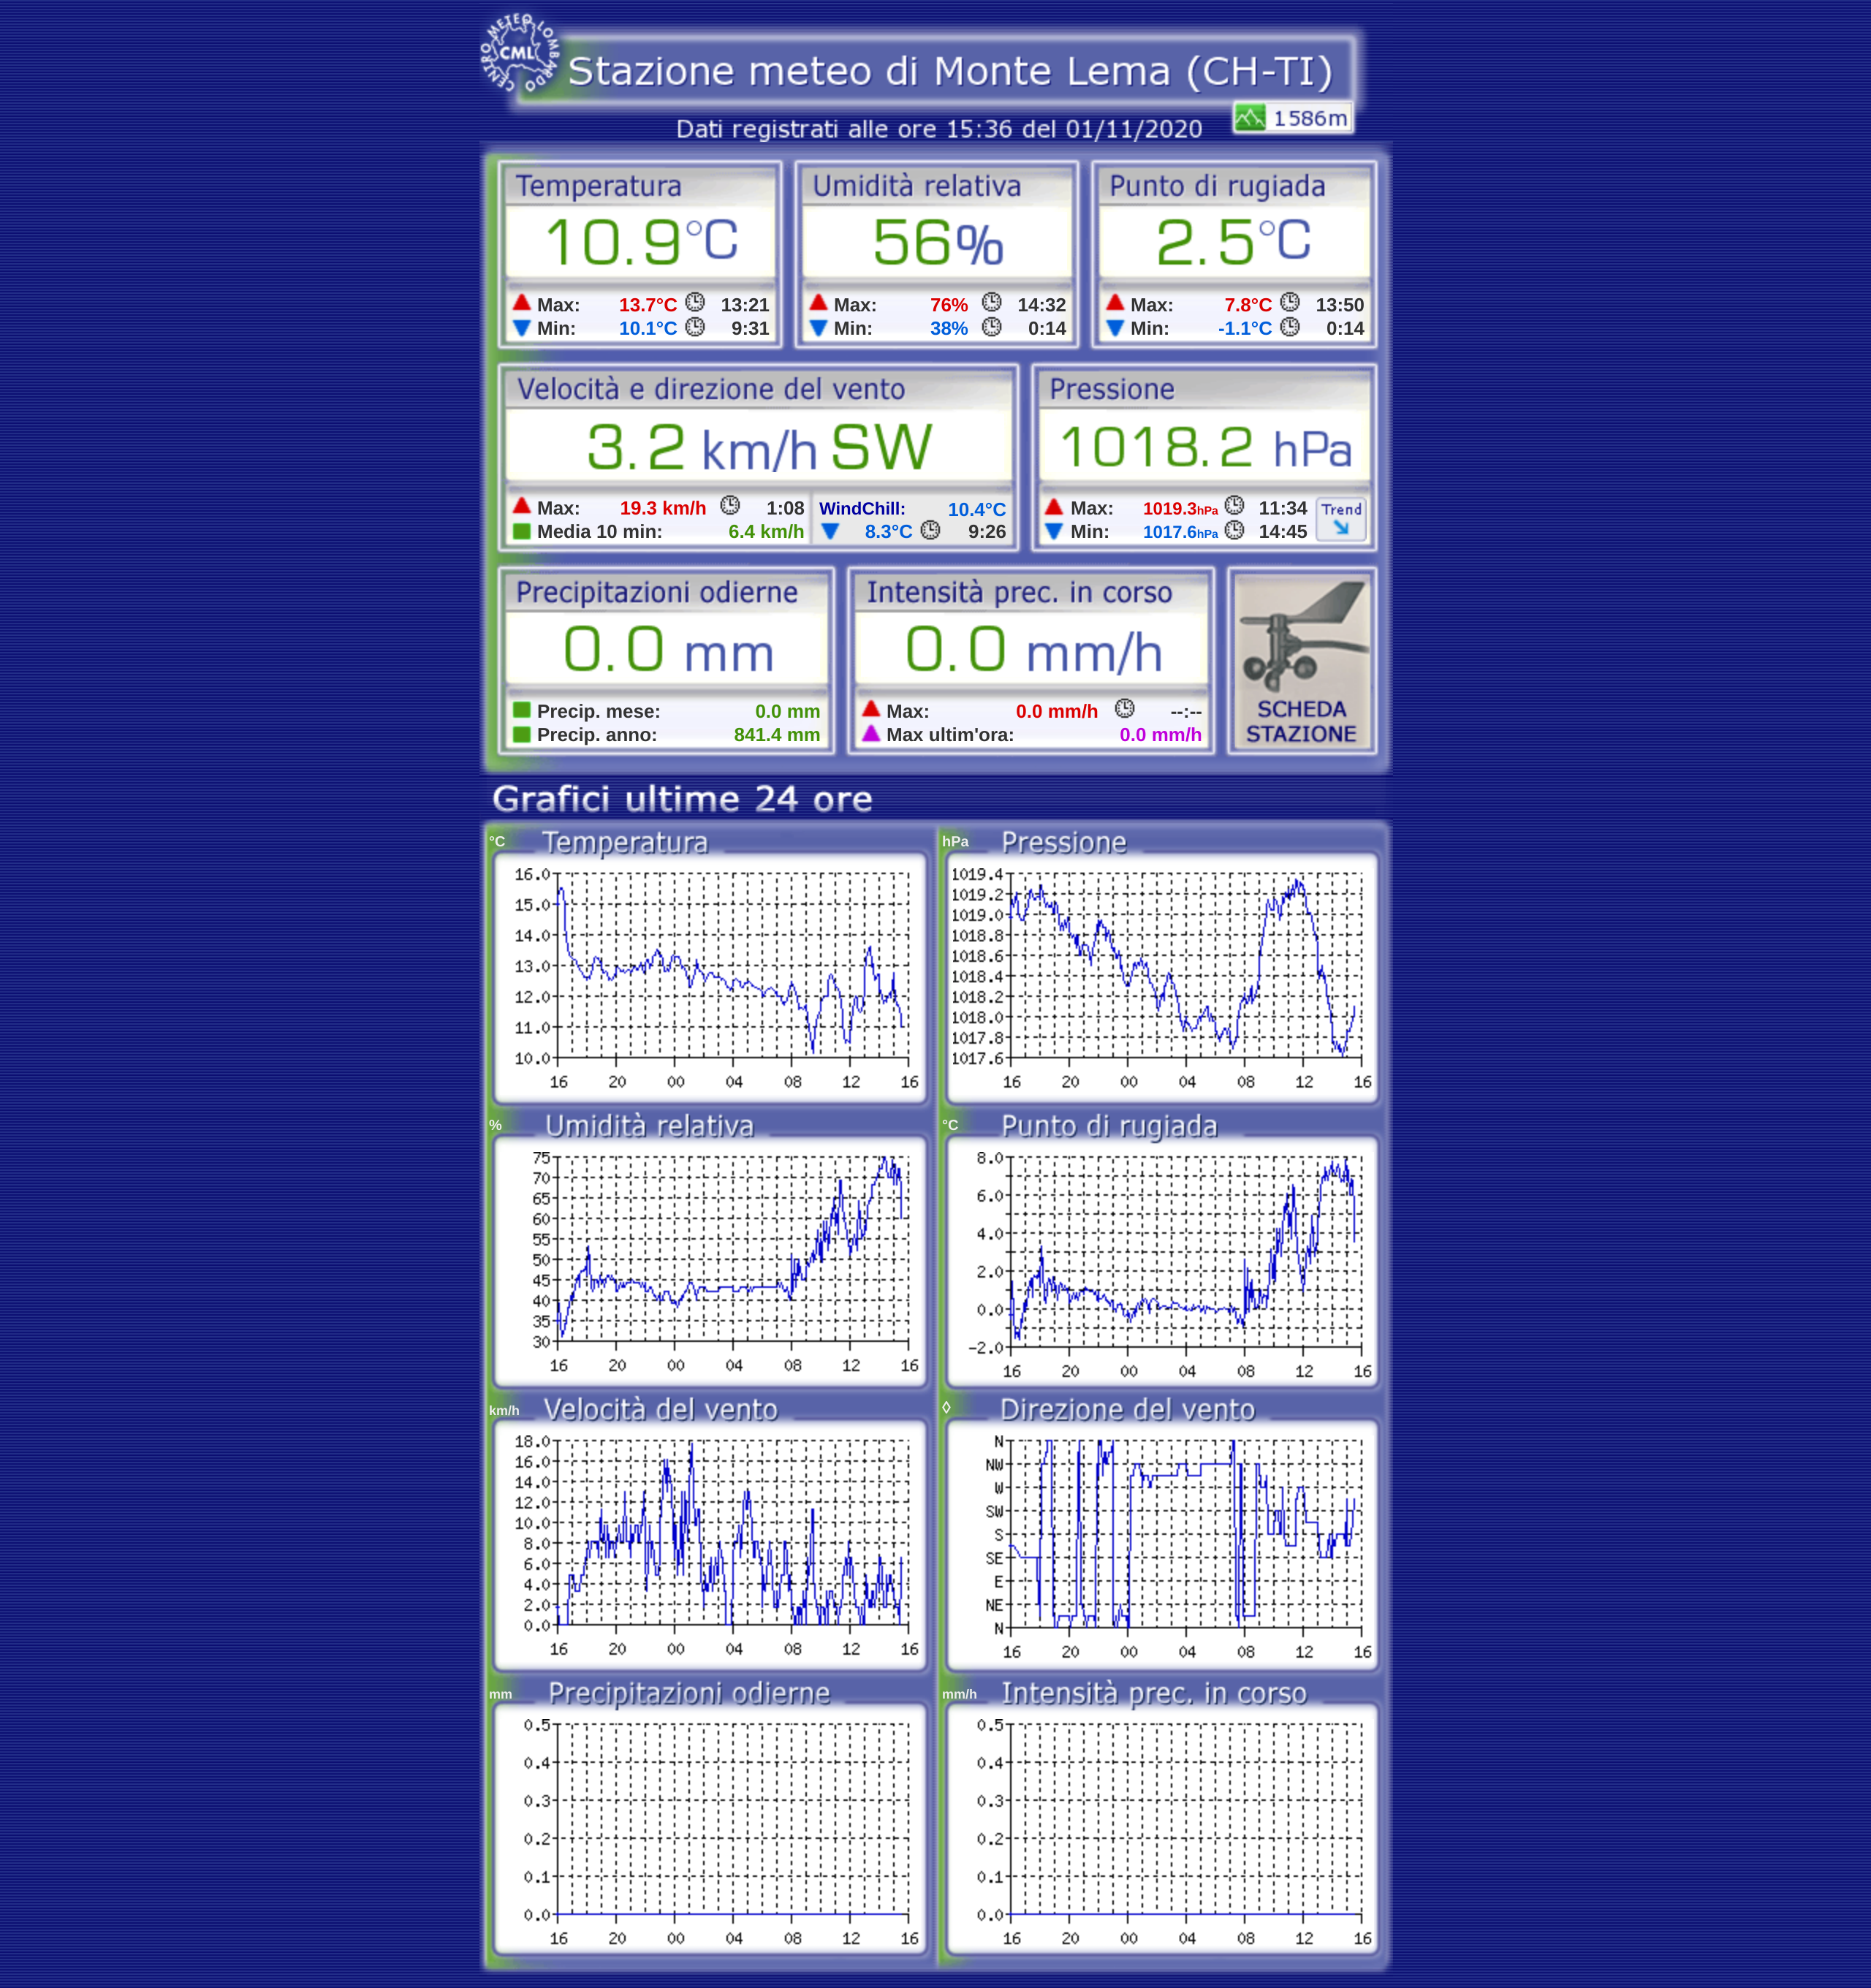 CENTRO METEO LOMBARDO
CML
Stazione meteo di Monte Lema (CH-TI)
1586m
Dati registrati alle ore 15:36 del 01/11/2020
Temperatura
10.9°C
Max: 13.7°C 13:21
Min: 10.1°C 9:31
Umidità relativa
56%
Max: 76% 14:32
Min: 38% 0:14
Punto di rugiada
2.5°C
Max: 7.8°C 13:50
Min: -1.1°C 0:14
Velocità e direzione del vento
3.2 km/h SW
Max: 19.3 km/h 1:08
Media 10 min: 6.4 km/h
WindChill: 10.4°C
8.3°C 9:26
Pressione
1018.2 hPa
Max: 1019.3hPa 11:34
Min: 1017.6hPa 14:45
Trend
Precipitazioni odierne
0.0 mm
Precip. mese: 0.0 mm
Precip. anno: 841.4 mm
Intensità prec. in corso
0.0 mm/h
Max: 0.0 mm/h --:--
Max ultim'ora: 0.0 mm/h
SCHEDA
STAZIONE
Grafici ultime 24 ore
°C Temperatura
16.0
15.0
14.0
13.0
12.0
11.0
10.0
16 20 00 04 08 12 16
hPa Pressione
1019.4
1019.2
1019.0
1018.8
1018.6
1018.4
1018.2
1018.0
1017.8
1017.6
16 20 00 04 08 12 16
% Umidità relativa
75
70
65
60
55
50
45
40
35
30
16 20 00 04 08 12 16
°C Punto di rugiada
8.0
6.0
4.0
2.0
0.0
-2.0
16 20 00 04 08 12 16
km/h Velocità del vento
18.0
16.0
14.0
12.0
10.0
8.0
6.0
4.0
2.0
0.0
16 20 00 04 08 12 16
◊ Direzione del vento
N
NW
W
SW
S
SE
E
NE
N
16 20 00 04 08 12 16
mm Precipitazioni odierne
0.5
0.4
0.3
0.2
0.1
0.0
16 20 00 04 08 12 16
mm/h Intensità prec. in corso
0.5
0.4
0.3
0.2
0.1
0.0
16 20 00 04 08 12 16